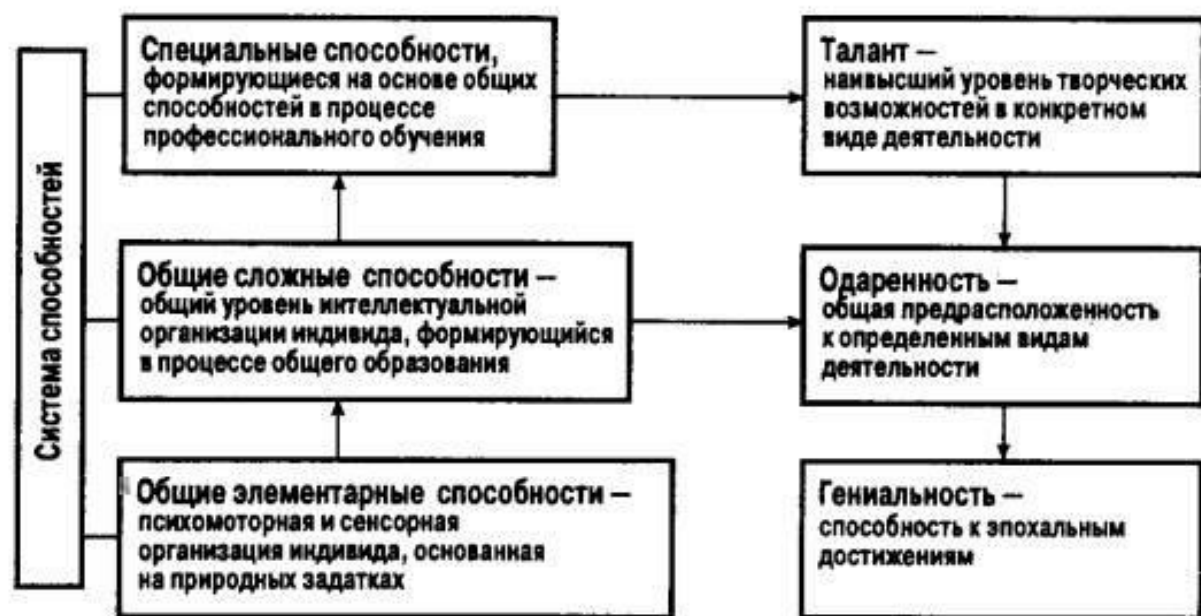 Система способностей
Специальные способности,
формирующиеся на основе общих
способностей в процессе
профессионального обучения
Талант —
наивысший уровень творческих
возможностей в конкретном
виде деятельности
Общие сложные способности —
общий уровень интеллектуальной
организации индивида, формирующийся
в процессе общего образования
Одаренность —
общая предрасположенность
к определенным видам
деятельности
Общие элементарные способности —
психомоторная и сенсорная
организация индивида, основанная
на природных задатках
Гениальность —
способность к эпохальным
достижениям